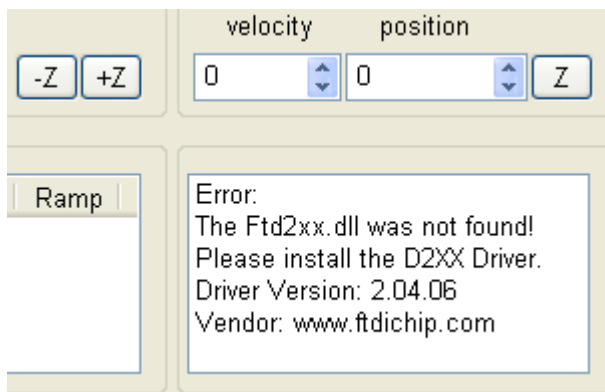 velocity position
-Z +Z 0 0 Z
Ramp
Error:
The Ftd2xx.dll was not found!
Please install the D2XX Driver.
Driver Version: 2.04.06
Vendor: www.ftdichip.com